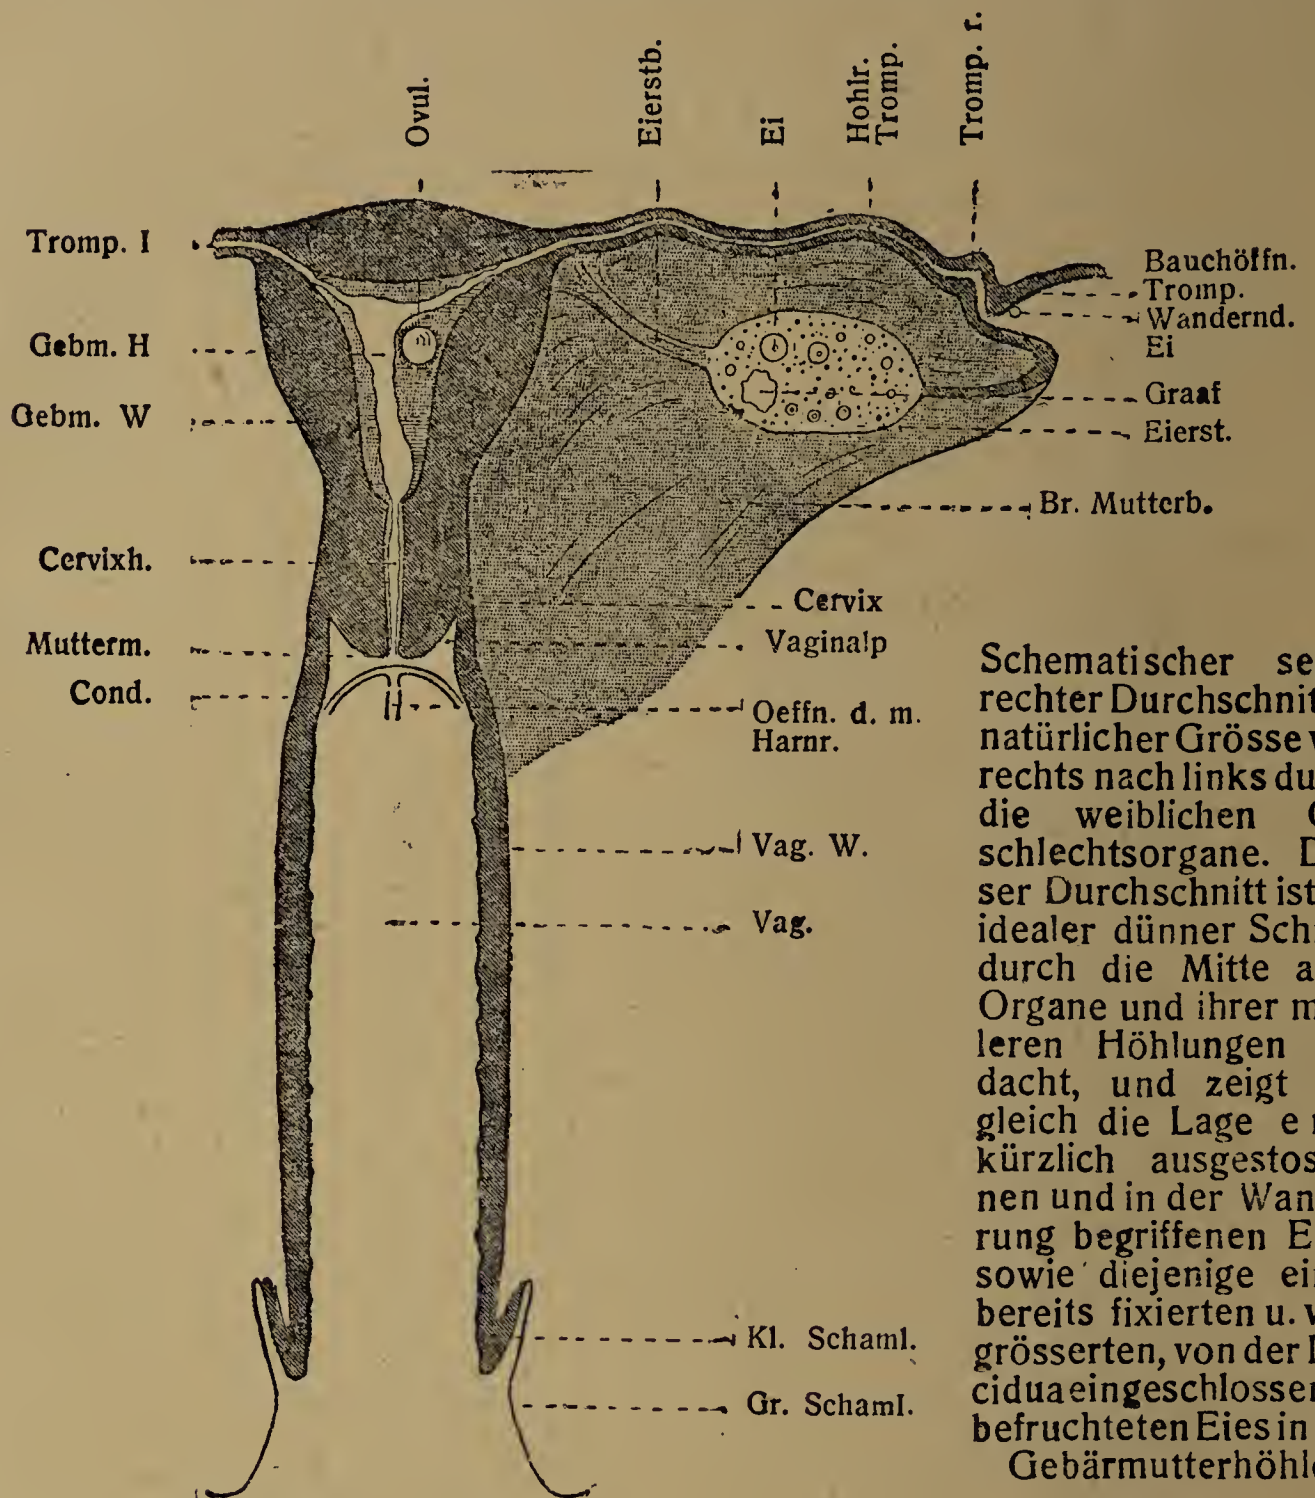 Ovul.
Eierstb.
Ei
Hohlr.
Tromp.
Tromp. r.
Tromp. I
Gebm. H
Gebm. W
Cervixh.
Mutterm.
Cond.
Bauchöffn.
Tromp.
Wandernd.
Ei
Graaf
Eierst.
Br. Mutterb.
Cervix
Vaginalp
Oeffn. d. m.
Harnr.
Vag. W.
Vag.
Kl. Schaml.
Gr. Schaml.
Schematischer se
rechter Durchschnit
natürlicher Grösse v
rechts nach links du
die weiblichen G
schlechtsorgane. D
ser Durchschnitt ist
idealer dünner Sch
durch die Mitte a
Organe und ihrer m
leren Höhlungen
dacht, und zeigt
gleich die Lage e
kürzlich ausgestos
nen und in der Wan
rung begriffenen E
sowie diejenige ei
bereits fixierten u. v
grösserten, von der
cidua eingeschlosse
befruchteten Eies in
Gebärmutterhöhle